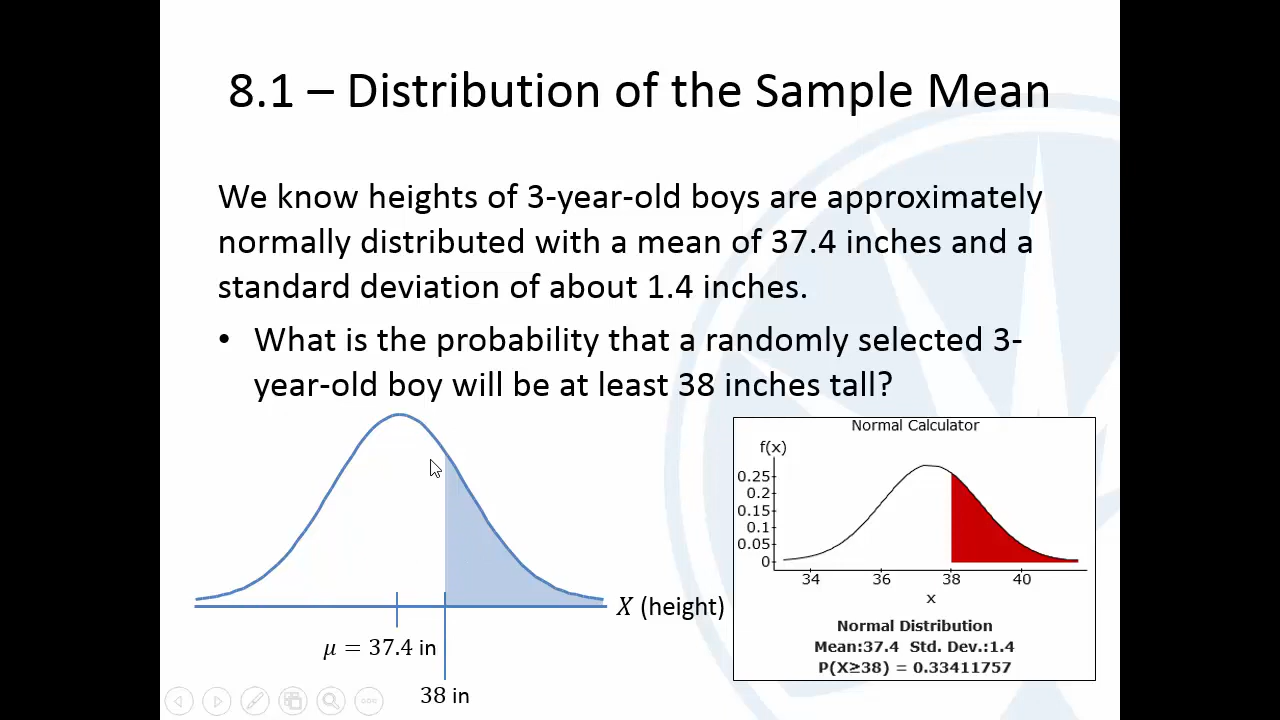 8.1 – Distribution of the Sample Mean
We know heights of 3-year-old boys are approximately
normally distributed with a mean of 37.4 inches and a
standard deviation of about 1.4 inches.
• What is the probability that a randomly selected 3-
year-old boy will be at least 38 inches tall?
X (height)
μ = 37.4 in
38 in
Normal Calculator
f(x)
0.25
0.2
0.15
0.1
0.05
0
34 36 38 40
x
Normal Distribution
Mean:37.4 Std. Dev.:1.4
P(X≥38) = 0.33411757